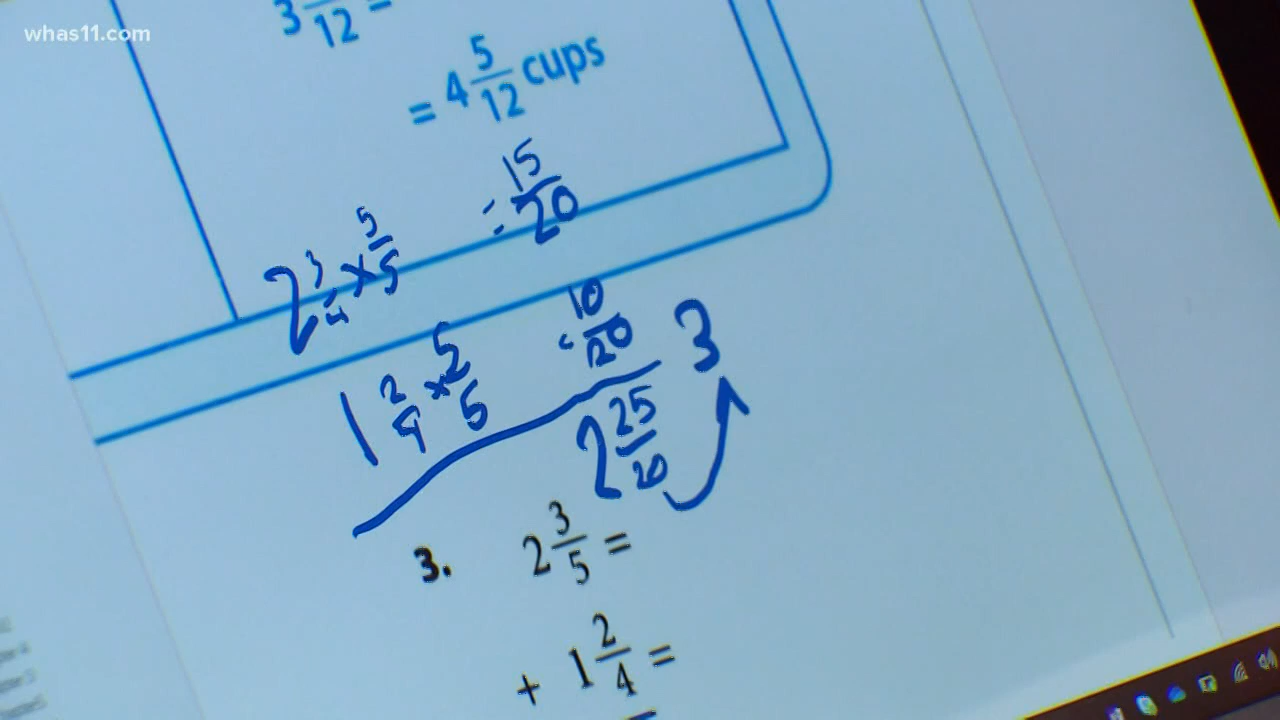 whas11.com
3 /12 =
= 4 5/12 cups
2 3/4 x 5/5 = 15/20
1 2/4 x 5/5 = 10/20
3
2 25/20
3. 2 3/5 =
+ 1 2/4 =